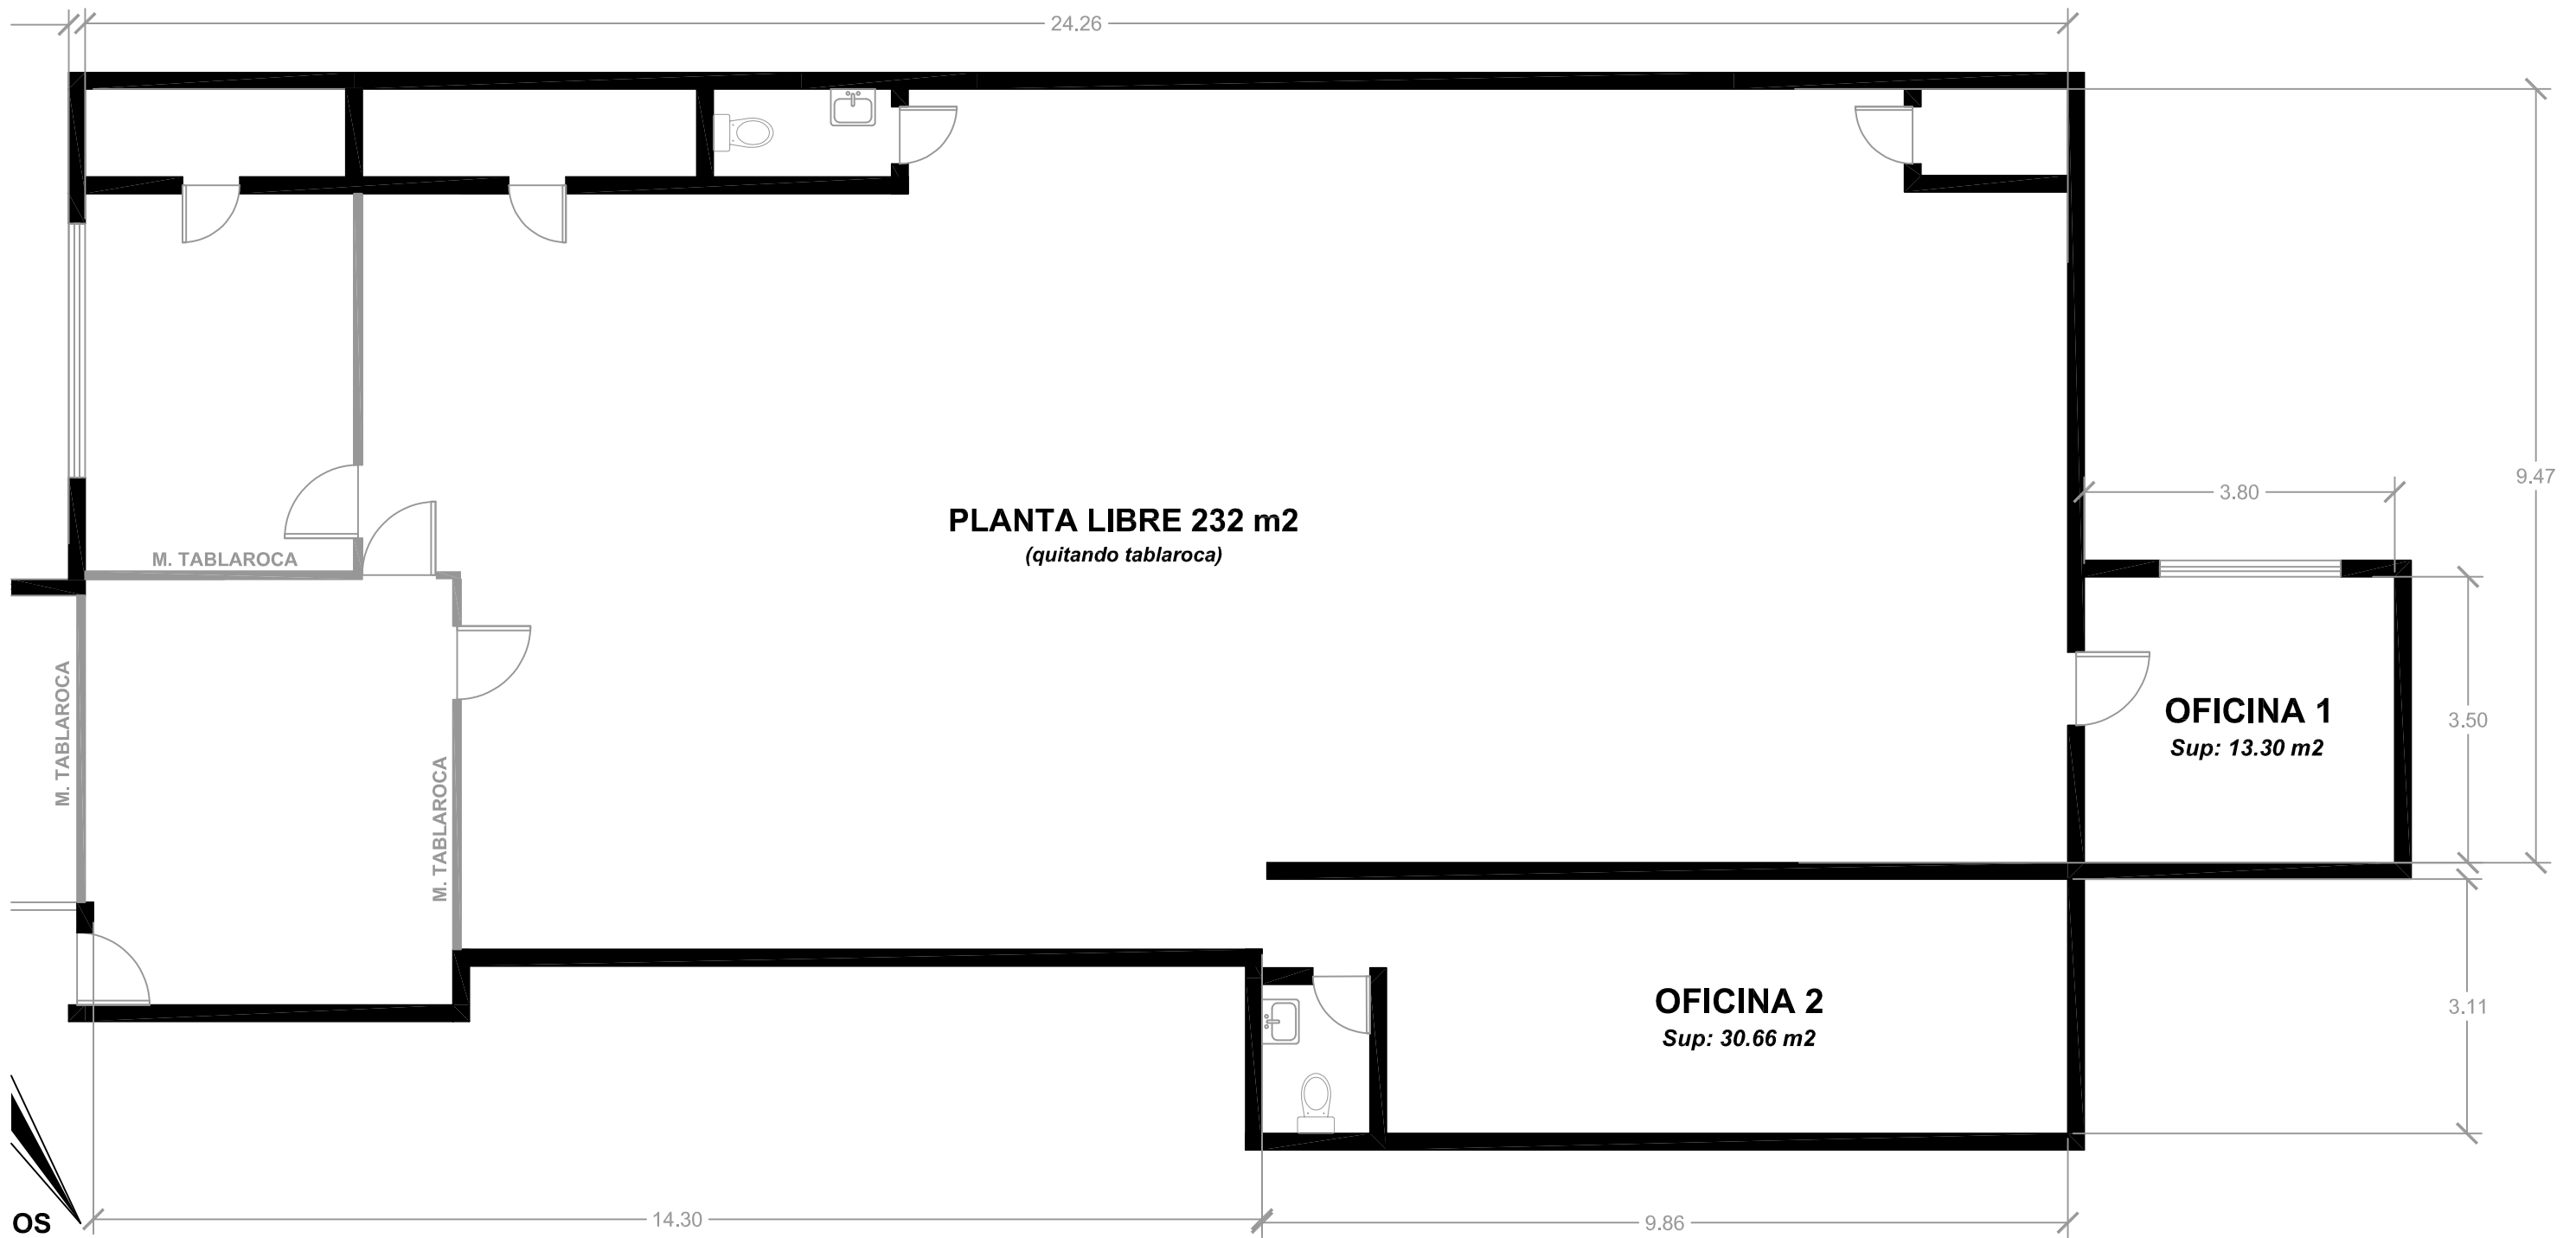 24.26
9.47
3.80
PLANTA LIBRE 232 m2
(quitando tablaroca)
M. TABLAROCA
M. TABLAROCA
M. TABLAROCA
OFICINA 1
Sup: 13.30 m2
3.50
OFICINA 2
Sup: 30.66 m2
3.11
OS
14.30
9.86